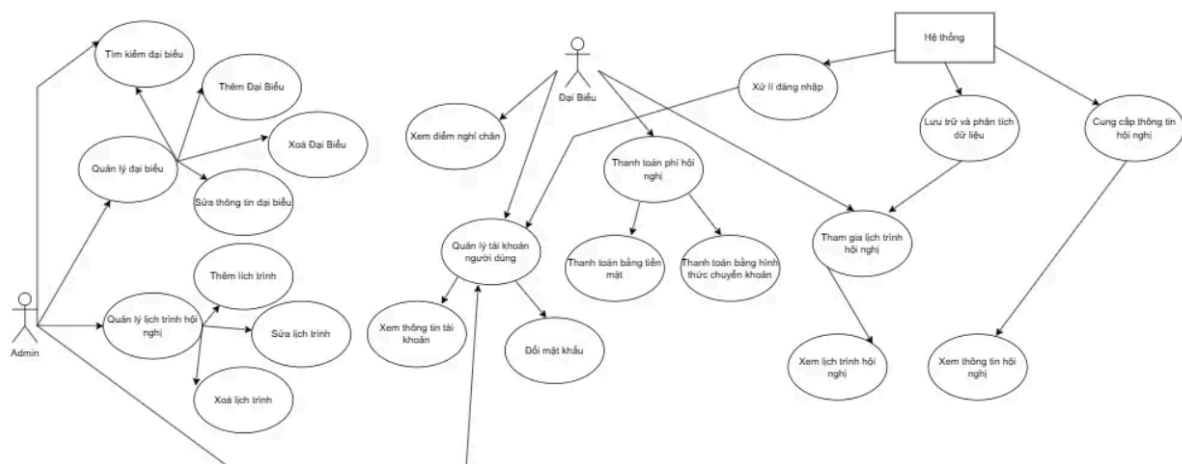 Tìm kiếm đại biểu
Thêm Đại Biểu
Xoá Đại Biểu
Quản lý đại biểu
Sửa thông tin đại biểu
Thêm lích trình
Quản lý lịch trình hội
nghị
Sửa lịch trình
Xoá lịch trình
Admin
Đại Biểu
Xem điểm nghỉ chân
Thanh toán phí hội
nghị
Quản lý tài khoản
người dùng
Thanh toán bằng tiền
mặt
Thanh toán bằng hình
thức chuyển khoản
Xem thông tin tài
khoản
Đổi mật khẩu
Hệ thống
Xử lí đăng nhập
Lưu trữ và phân tích
dữ liệu
Cung cấp thông tin
hội nghị
Tham gia lịch trình
hội nghị
Xem lịch trình hội
nghị
Xem thông tin hội
nghị